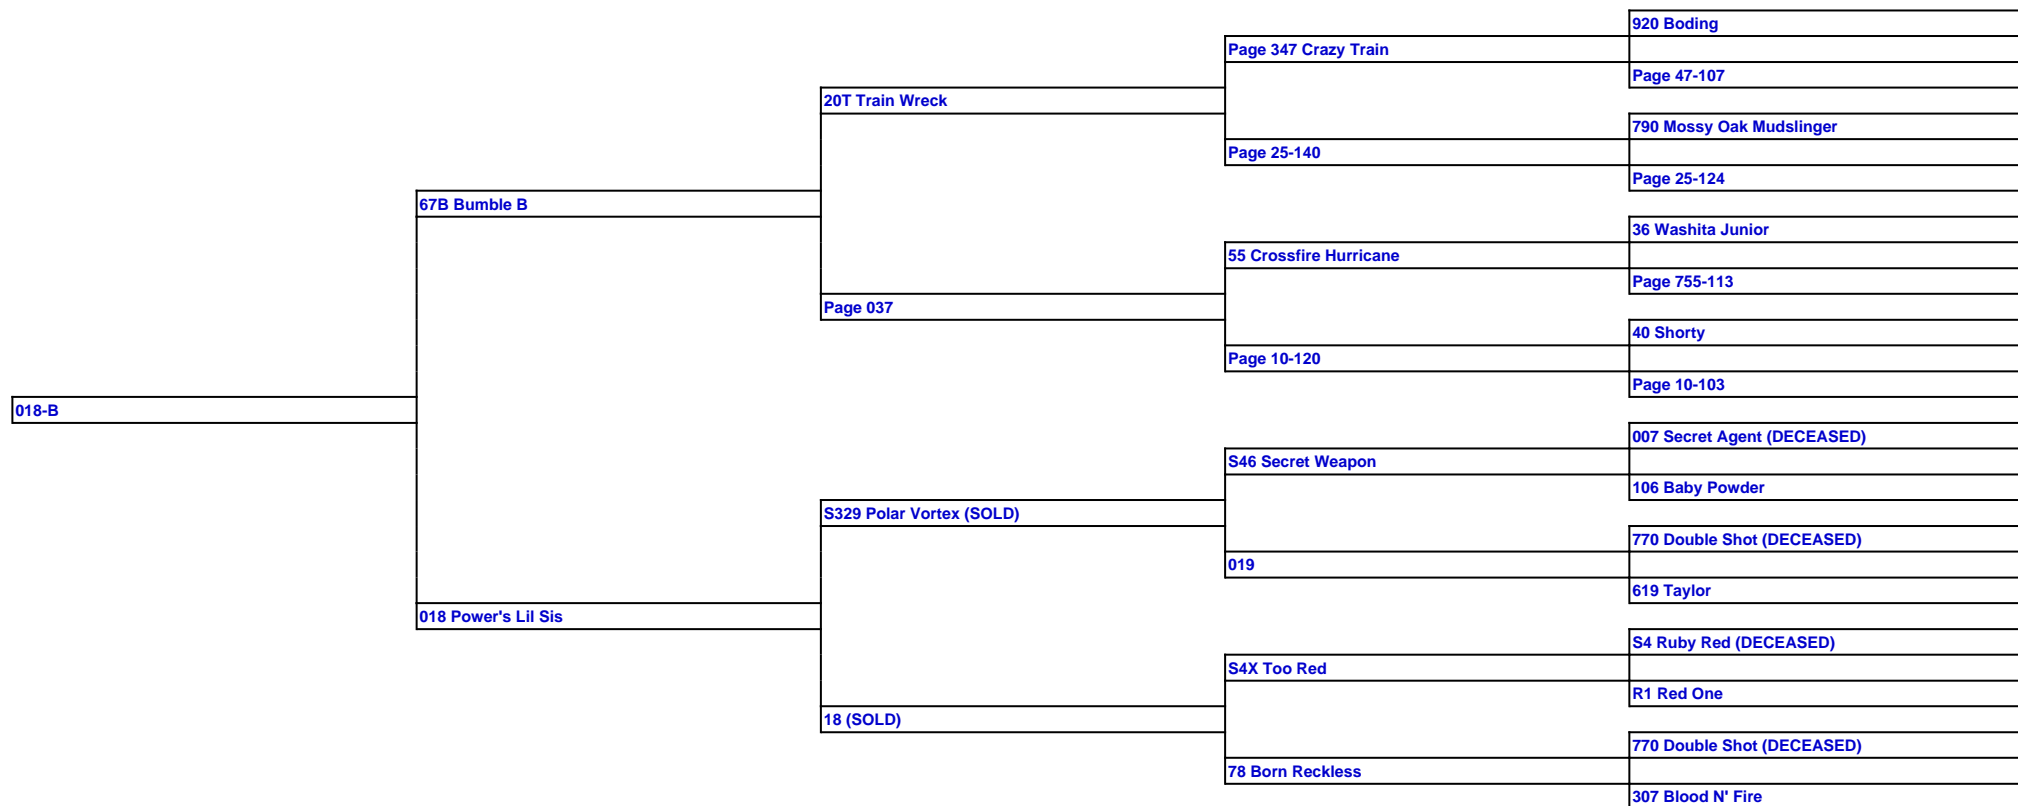 920 Boding
Page 347 Crazy Train
Page 47-107
20T Train Wreck
790 Mossy Oak Mudslinger
Page 25-140
Page 25-124
67B Bumble B
36 Washita Junior
55 Crossfire Hurricane
Page 755-113
Page 037
40 Shorty
Page 10-120
Page 10-103
018-B
007 Secret Agent (DECEASED)
S46 Secret Weapon
106 Baby Powder
S329 Polar Vortex (SOLD)
770 Double Shot (DECEASED)
019
619 Taylor
018 Power's Lil Sis
S4 Ruby Red (DECEASED)
S4X Too Red
R1 Red One
18 (SOLD)
770 Double Shot (DECEASED)
78 Born Reckless
307 Blood N' Fire